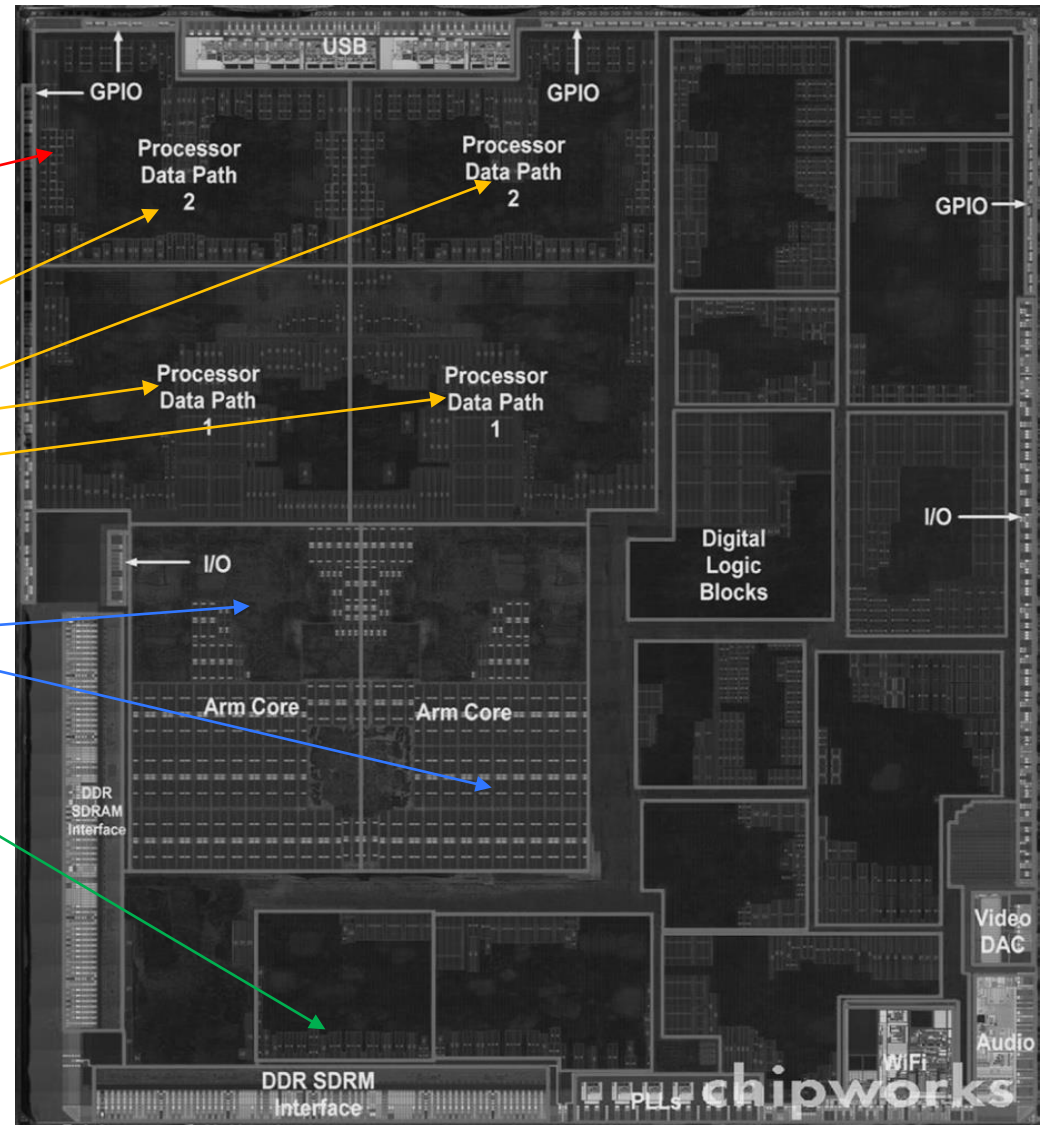 USB
GPIO
GPIO
Processor
Data Path
2
Processor
Data Path
2
GPIO
Processor
Data Path
1
Processor
Data Path
1
I/O
I/O
Digital
Logic
Blocks
Arm Core
Arm Core
DDR
SDRAM
Interface
Video
DAC
Audio
WiFi
DDR SDRM
Interface
PLLs
chipworks